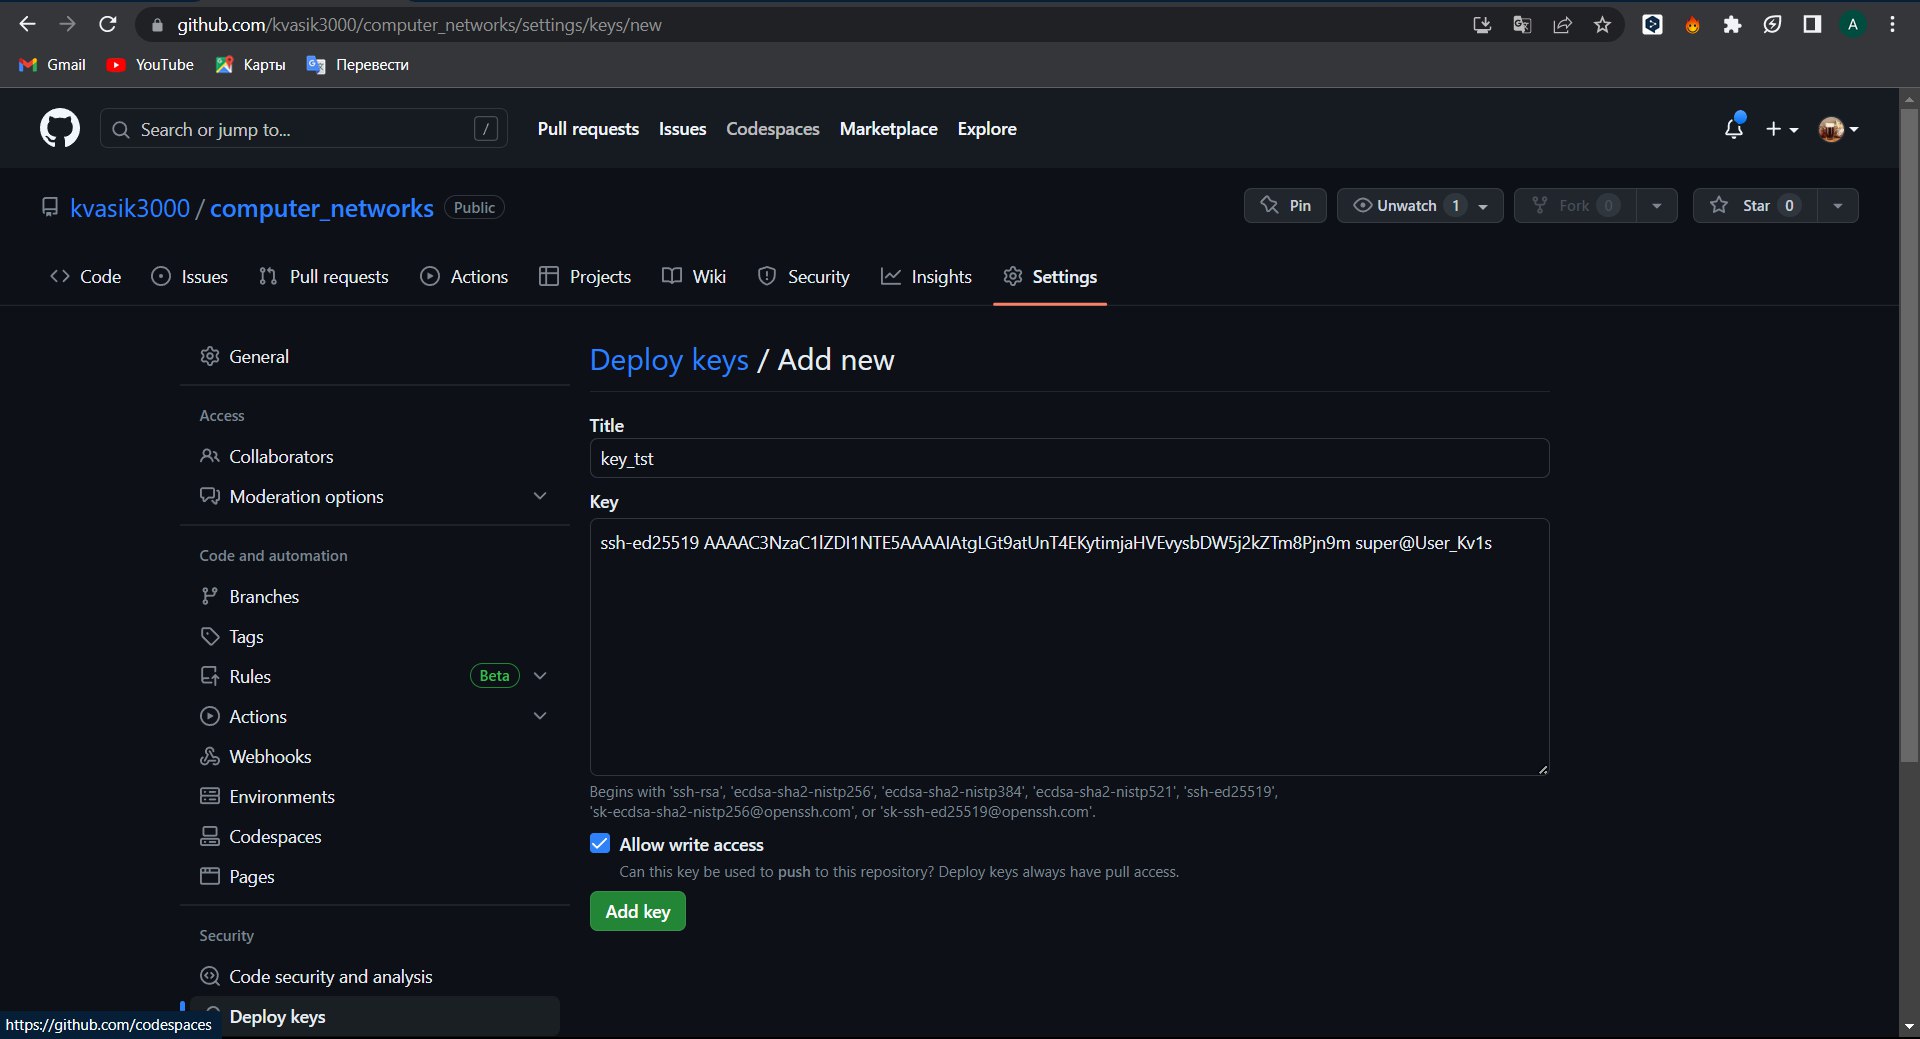 github.com/kvasik3000/computer_networks/settings/keys/new
A
Gmail YouTube Карты Перевести
Search or jump to... / Pull requests Issues Codespaces Marketplace Explore
kvasik3000 / computer_networks Public Pin Unwatch 1 Fork 0 Star 0
Code Issues Pull requests Actions Projects Wiki Security Insights Settings
General
Access
Collaborators
Moderation options
Code and automation
Branches
Tags
Rules Beta
Actions
Webhooks
Environments
Codespaces
Pages
Security
Code security and analysis
Deploy keys
Deploy keys / Add new
Title
key_tst
Key
ssh-ed25519 AAAAC3NzaC1lZDI1NTE5AAAAIAtgLGt9atUnT4EKytimjaHVEvysbDW5j2kZTm8Pjn9m super@User_Kv1s
Begins with 'ssh-rsa', 'ecdsa-sha2-nistp256', 'ecdsa-sha2-nistp384', 'ecdsa-sha2-nistp521', 'ssh-ed25519',
'sk-ecdsa-sha2-nistp256@openssh.com', or 'sk-ssh-ed25519@openssh.com'.
Allow write access
Can this key be used to push to this repository? Deploy keys always have pull access.
Add key
https://github.com/codespaces